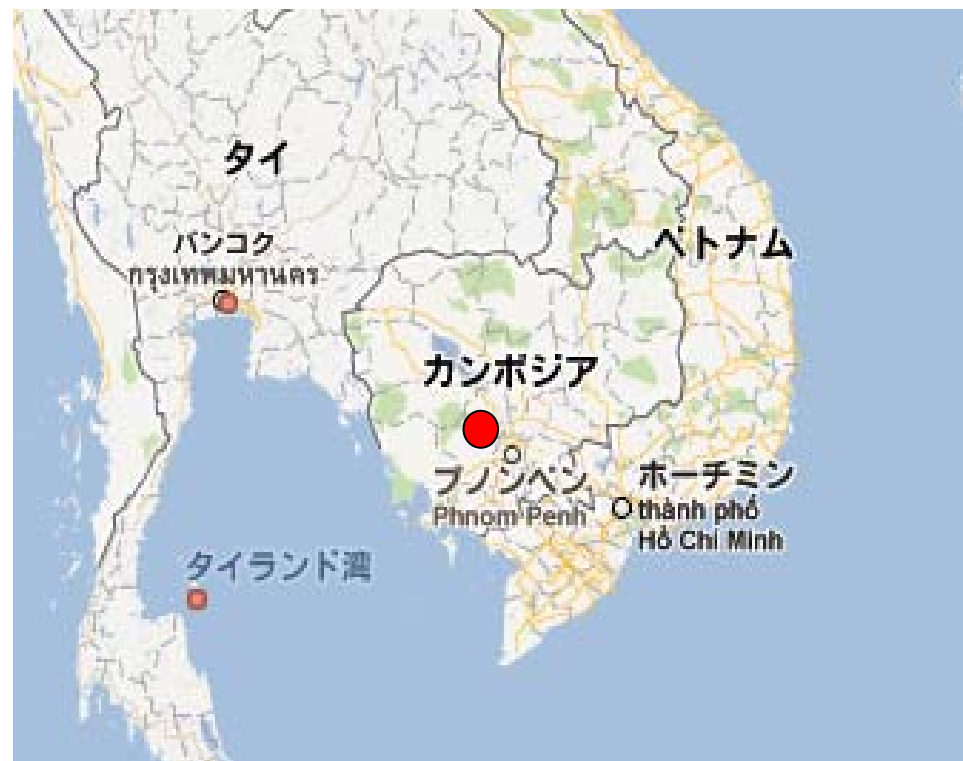 タイ
バンコク
กรุงเทพมหานคร
ベトナム
カンボジア
プノンペン
Phnom Penh
ホーチミン
thành phố
Hồ Chí Minh
タイランド湾